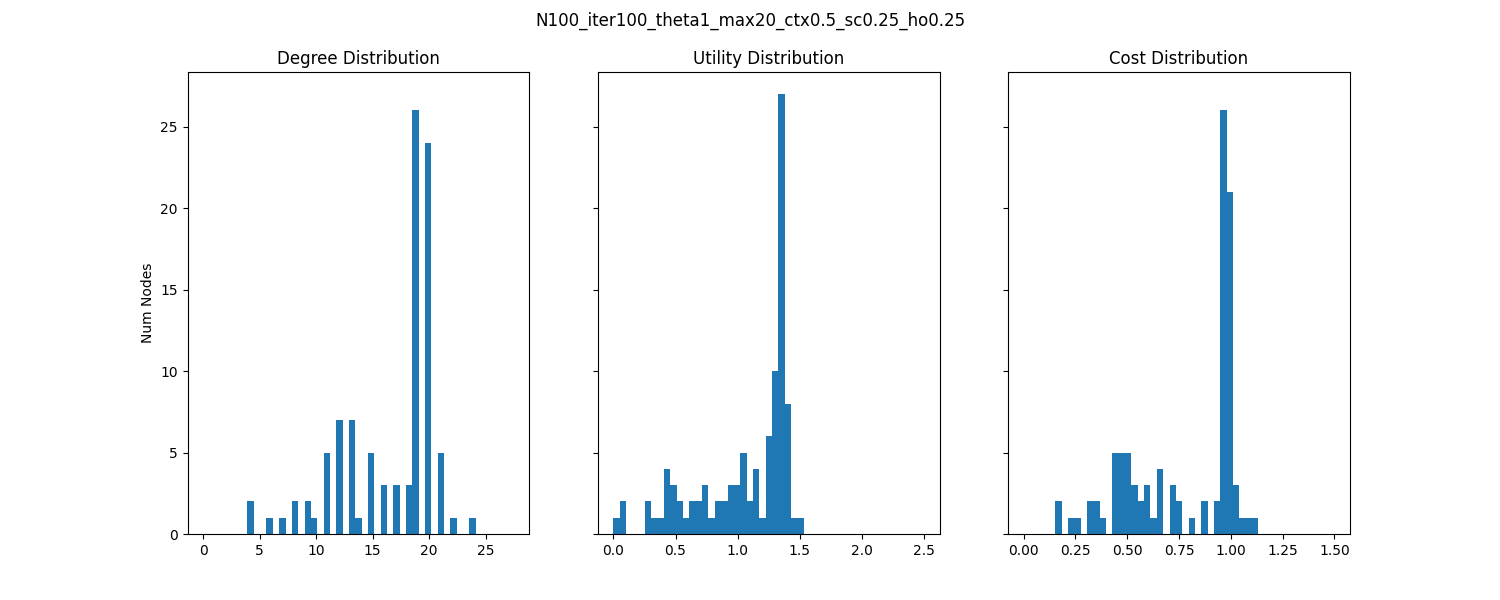 N100_iter100_theta1_max20_ctx0.5_sc0.25_ho0.25
Degree Distribution
Utility Distribution
Cost Distribution
Num Nodes
25
20
15
10
5
0
0 5 10 15 20 25
0.0 0.5 1.0 1.5 2.0 2.5
0.00 0.25 0.50 0.75 1.00 1.25 1.50